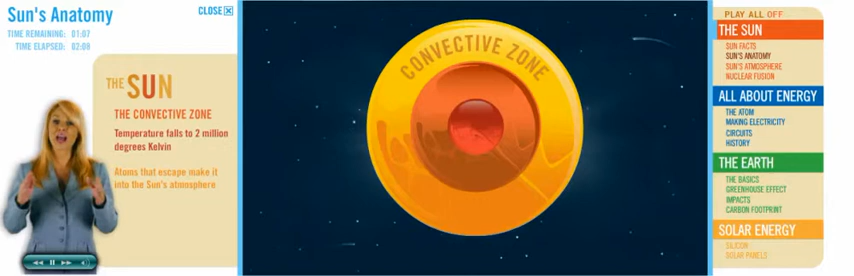 Sun's Anatomy
CLOSE
TIME REMAINING: 01:07
TIME ELAPSED: 02:09
THE SUN
THE CONVECTIVE ZONE
Temperature falls to 2 million
degrees Kelvin
Atoms that escape make it
into the Sun's atmosphere
CONVECTIVE ZONE
PLAY ALL OFF
THE SUN
SUN FACTS
SUN'S ANATOMY
SUN'S ATMOSPHERE
NUCLEAR FUSION
ALL ABOUT ENERGY
THE ATOM
MAKING ELECTRICITY
CIRCUITS
HISTORY
THE EARTH
THE BASICS
GREENHOUSE EFFECT
IMPACTS
CARBON FOOTPRINT
SOLAR ENERGY
SILICON
SOLAR PANELS